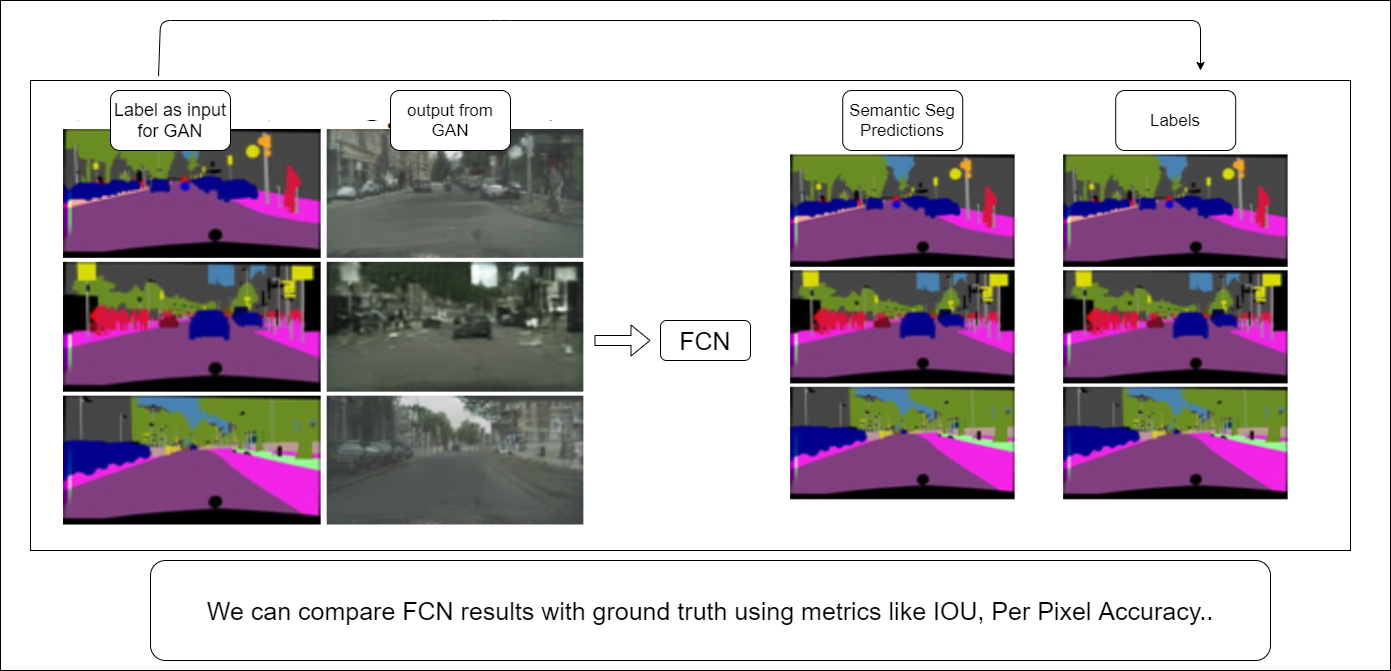 Label as input
for GAN
output from
GAN
Semantic Seg
Predictions
Labels
FCN
We can compare FCN results with ground truth using metrics like IOU, Per Pixel Accuracy..